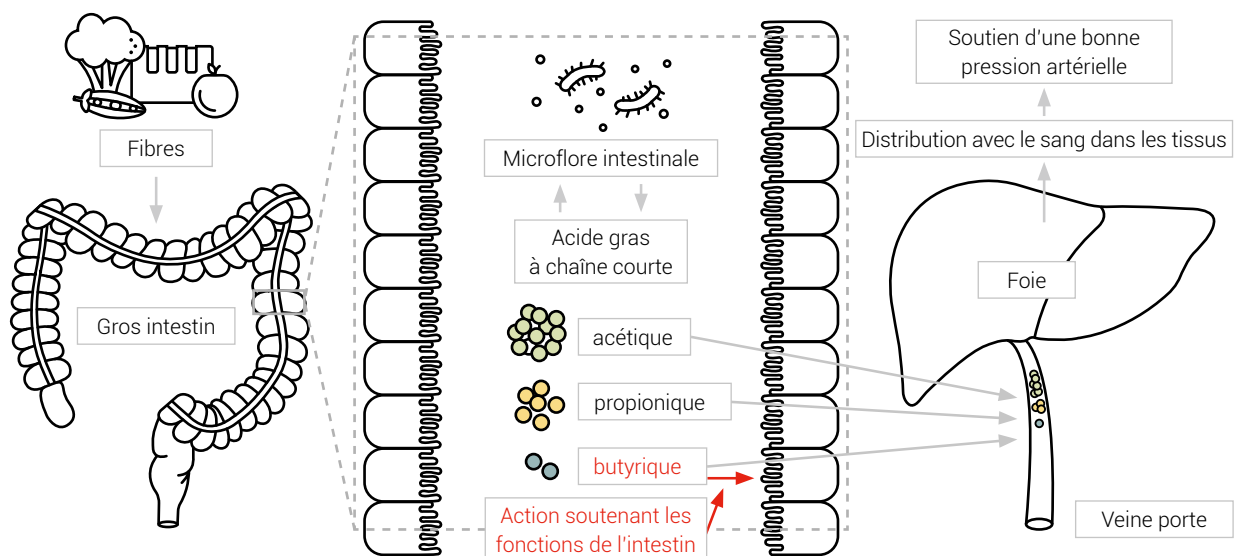 Fibres
Gros intestin
Microflore intestinale
Acide gras
à chaîne courte
acétique
propionique
butyrique
Action soutenant les
fonctions de l'intestin
Soutien d'une bonne
pression artérielle
Distribution avec le sang dans les tissus
Foie
Veine porte